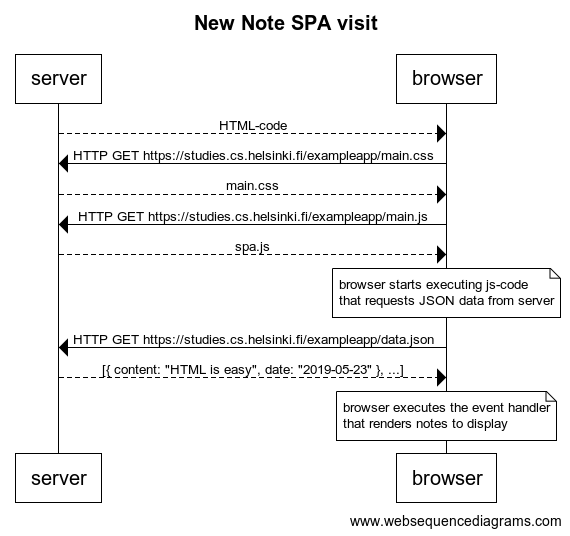 New Note SPA visit
server
browser
HTML-code
HTTP GET https://studies.cs.helsinki.fi/exampleapp/main.css
main.css
HTTP GET https://studies.cs.helsinki.fi/exampleapp/main.js
spa.js
browser starts executing js-code
that requests JSON data from server
HTTP GET https://studies.cs.helsinki.fi/exampleapp/data.json
[{ content: "HTML is easy", date: "2019-05-23" }, ...]
browser executes the event handler
that renders notes to display
server
browser
www.websequencediagrams.com